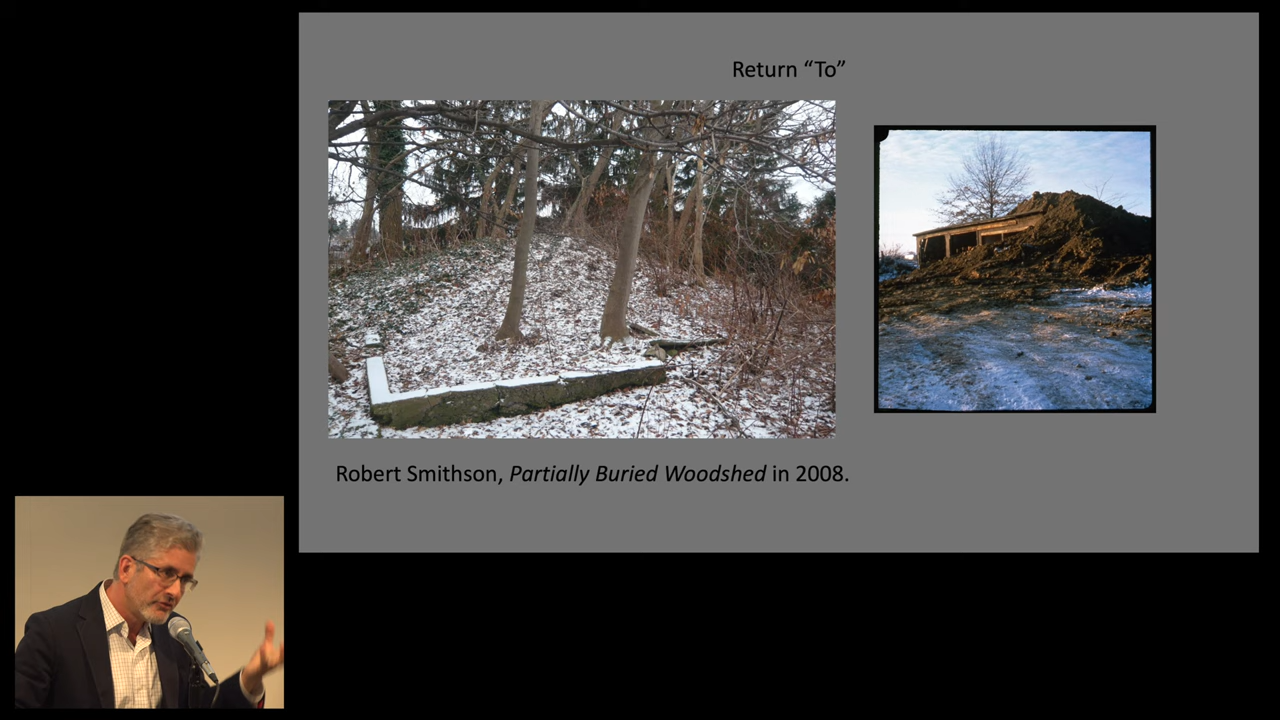 Return “To”
Robert Smithson, Partially Buried Woodshed in 2008.